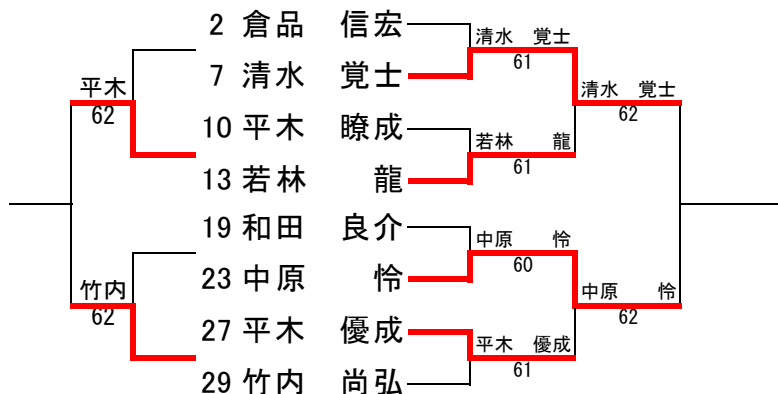 2 倉品 信宏
清水 覚士
61
7 清水 覚士
平木
62
清水 覚士
62
10 平木 瞭成
若林 龍
61
13 若林 龍
19 和田 良介
中原 怜
60
23 中原 怜
竹内
62
中原 怜
62
27 平木 優成
平木 優成
61
29 竹内 尚弘